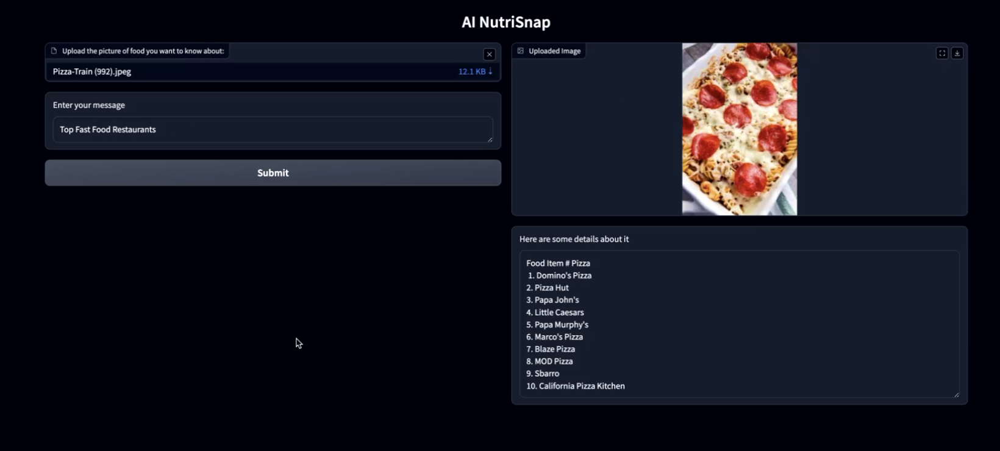 AI NutriSnap
Upload the picture of food you want to know about:
Pizza-Train (992).jpeg
12.1 KB ↓
Enter your message
Top Fast Food Restaurants
Submit
Uploaded Image
Here are some details about it
Food Item # Pizza
1. Domino's Pizza
2. Pizza Hut
3. Papa John's
4. Little Caesars
5. Papa Murphy's
6. Marco's Pizza
7. Blaze Pizza
8. MOD Pizza
9. Sbarro
10. California Pizza Kitchen